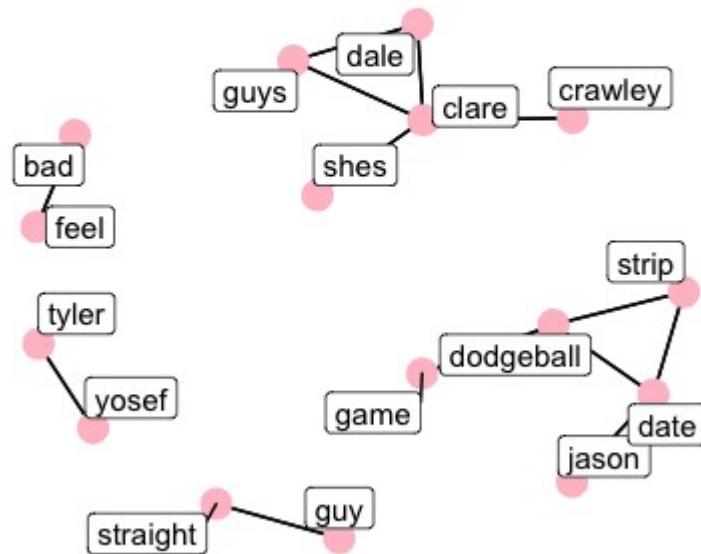 dale
guys
crawley
clare
bad
shes
feel
strip
tyler
dodgeball
yosef
game
date
jason
guy
straight